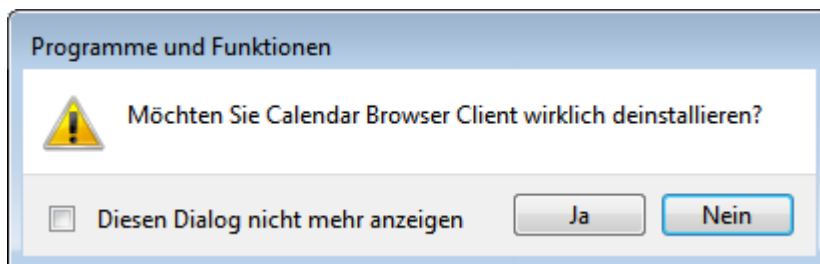 Programme und Funktionen
Möchten Sie Calendar Browser Client wirklich deinstallieren?
Diesen Dialog nicht mehr anzeigen
Ja
Nein